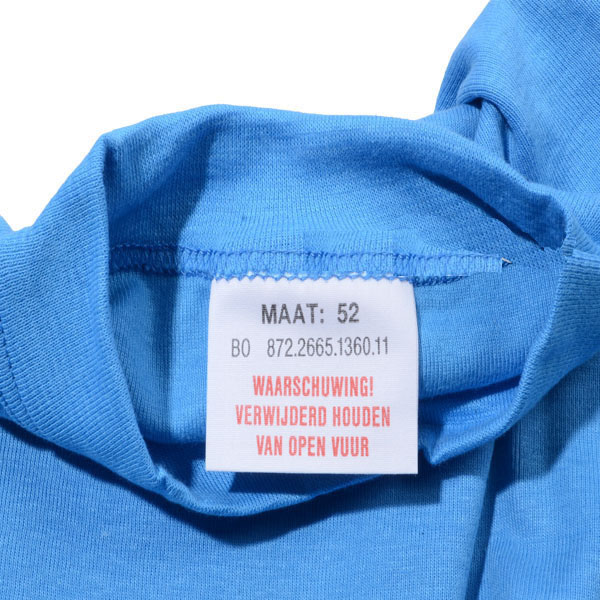 MAAT: 52
BO 872.2665.1360.11
WAARSCHUWING!
VERWIJDERD HOUDEN
VAN OPEN VUUR